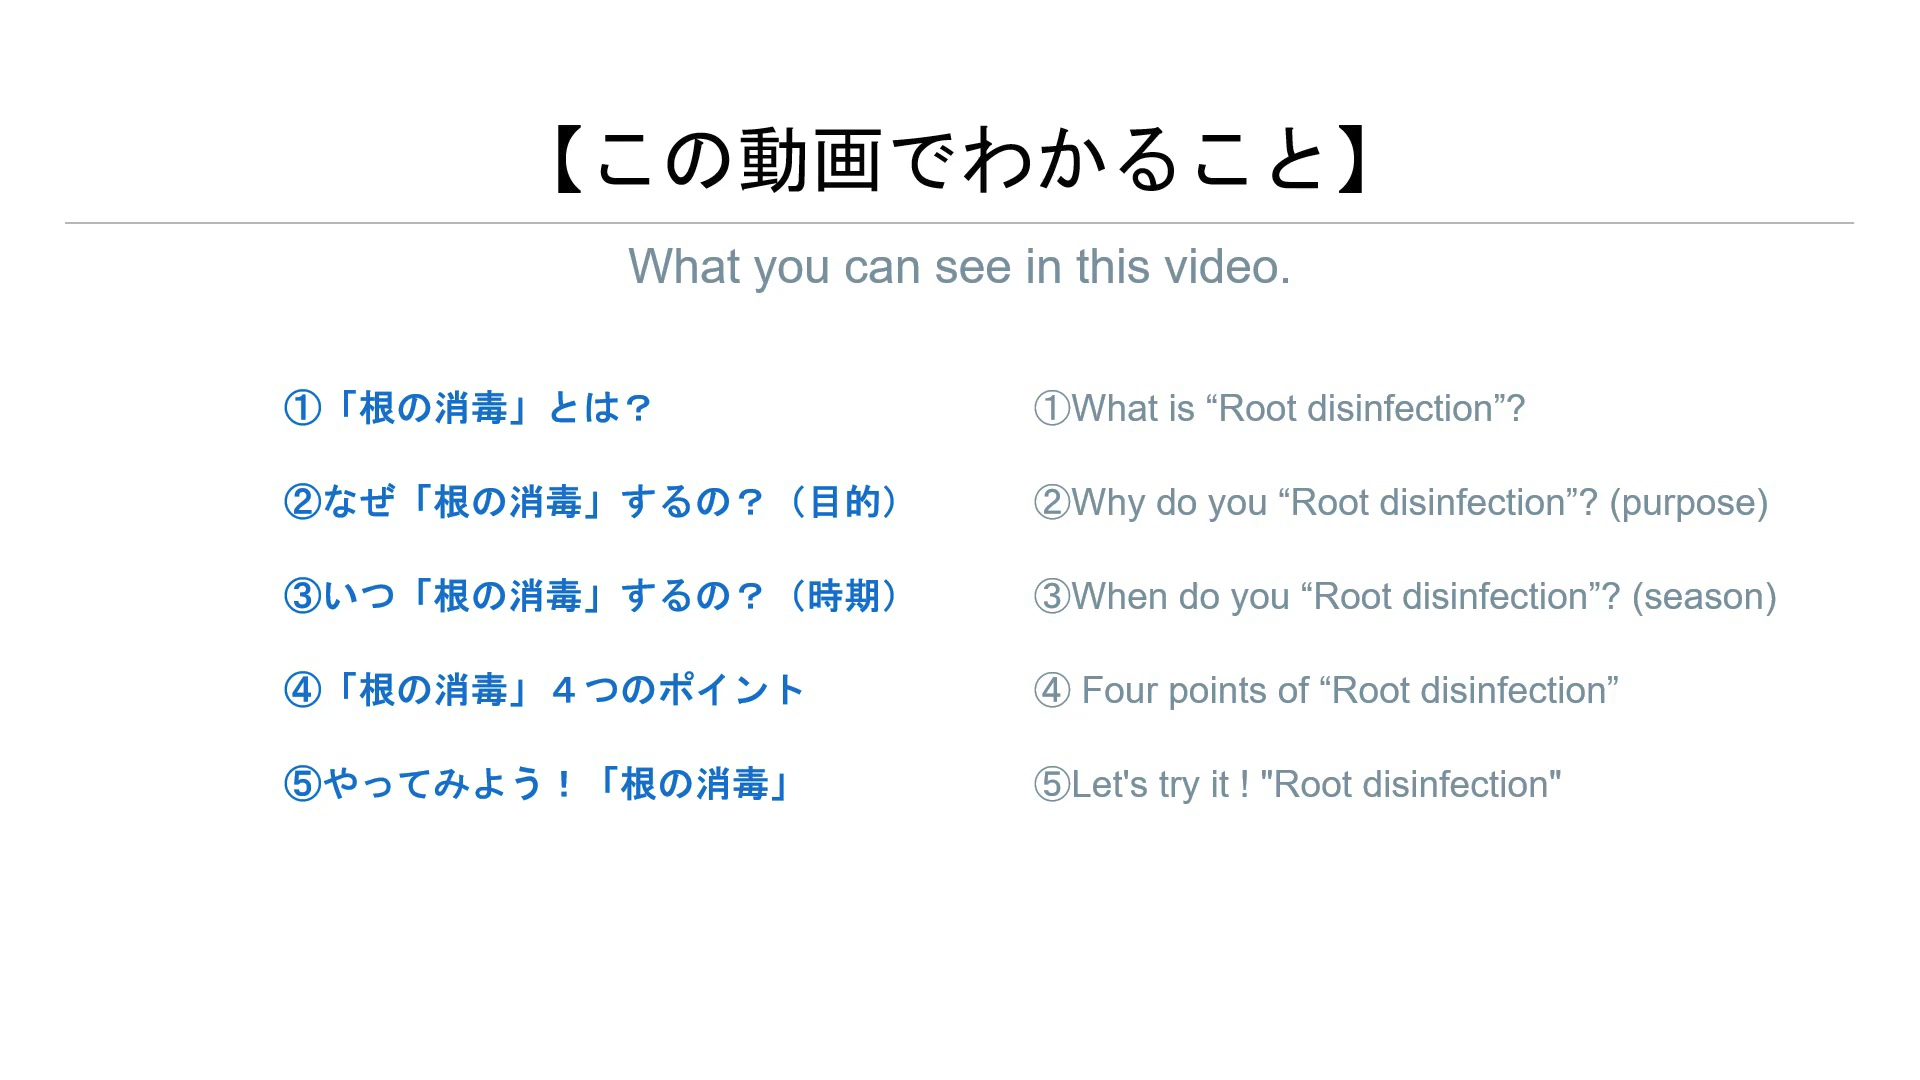 【この動画でわかること】
What you can see in this video.
①「根の消毒」とは？
②なぜ「根の消毒」するの？（目的）
③いつ「根の消毒」するの？（時期）
④「根の消毒」４つのポイント
⑤やってみよう！「根の消毒」
①What is “Root disinfection”?
②Why do you “Root disinfection”? (purpose)
③When do you “Root disinfection”? (season)
④ Four points of “Root disinfection”
⑤Let's try it ! "Root disinfection"